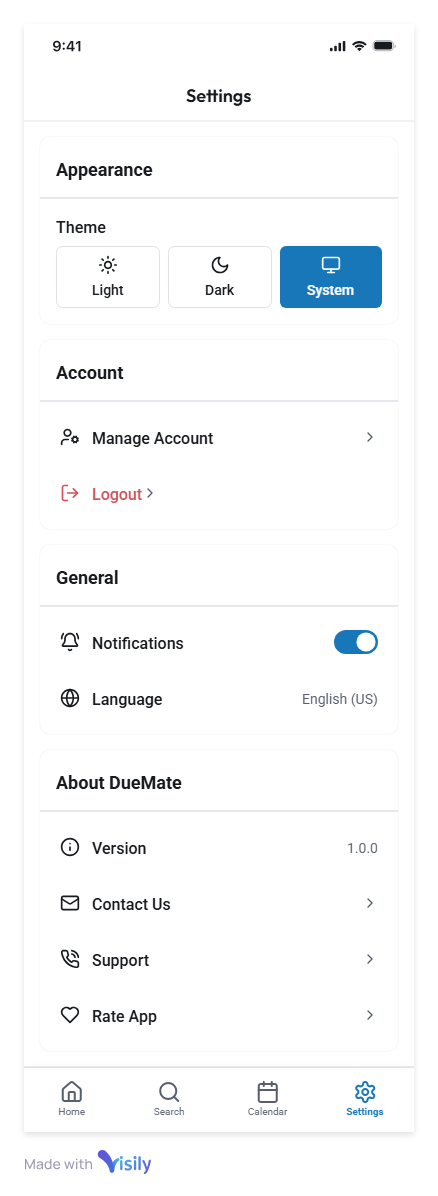 9:41
Settings
Appearance
Theme
Light
Dark
System
Account
Manage Account
Logout
General
Notifications
Language
English (US)
About DueMate
Version
1.0.0
Contact Us
Support
Rate App
Home
Search
Calendar
Settings
Made with Visily